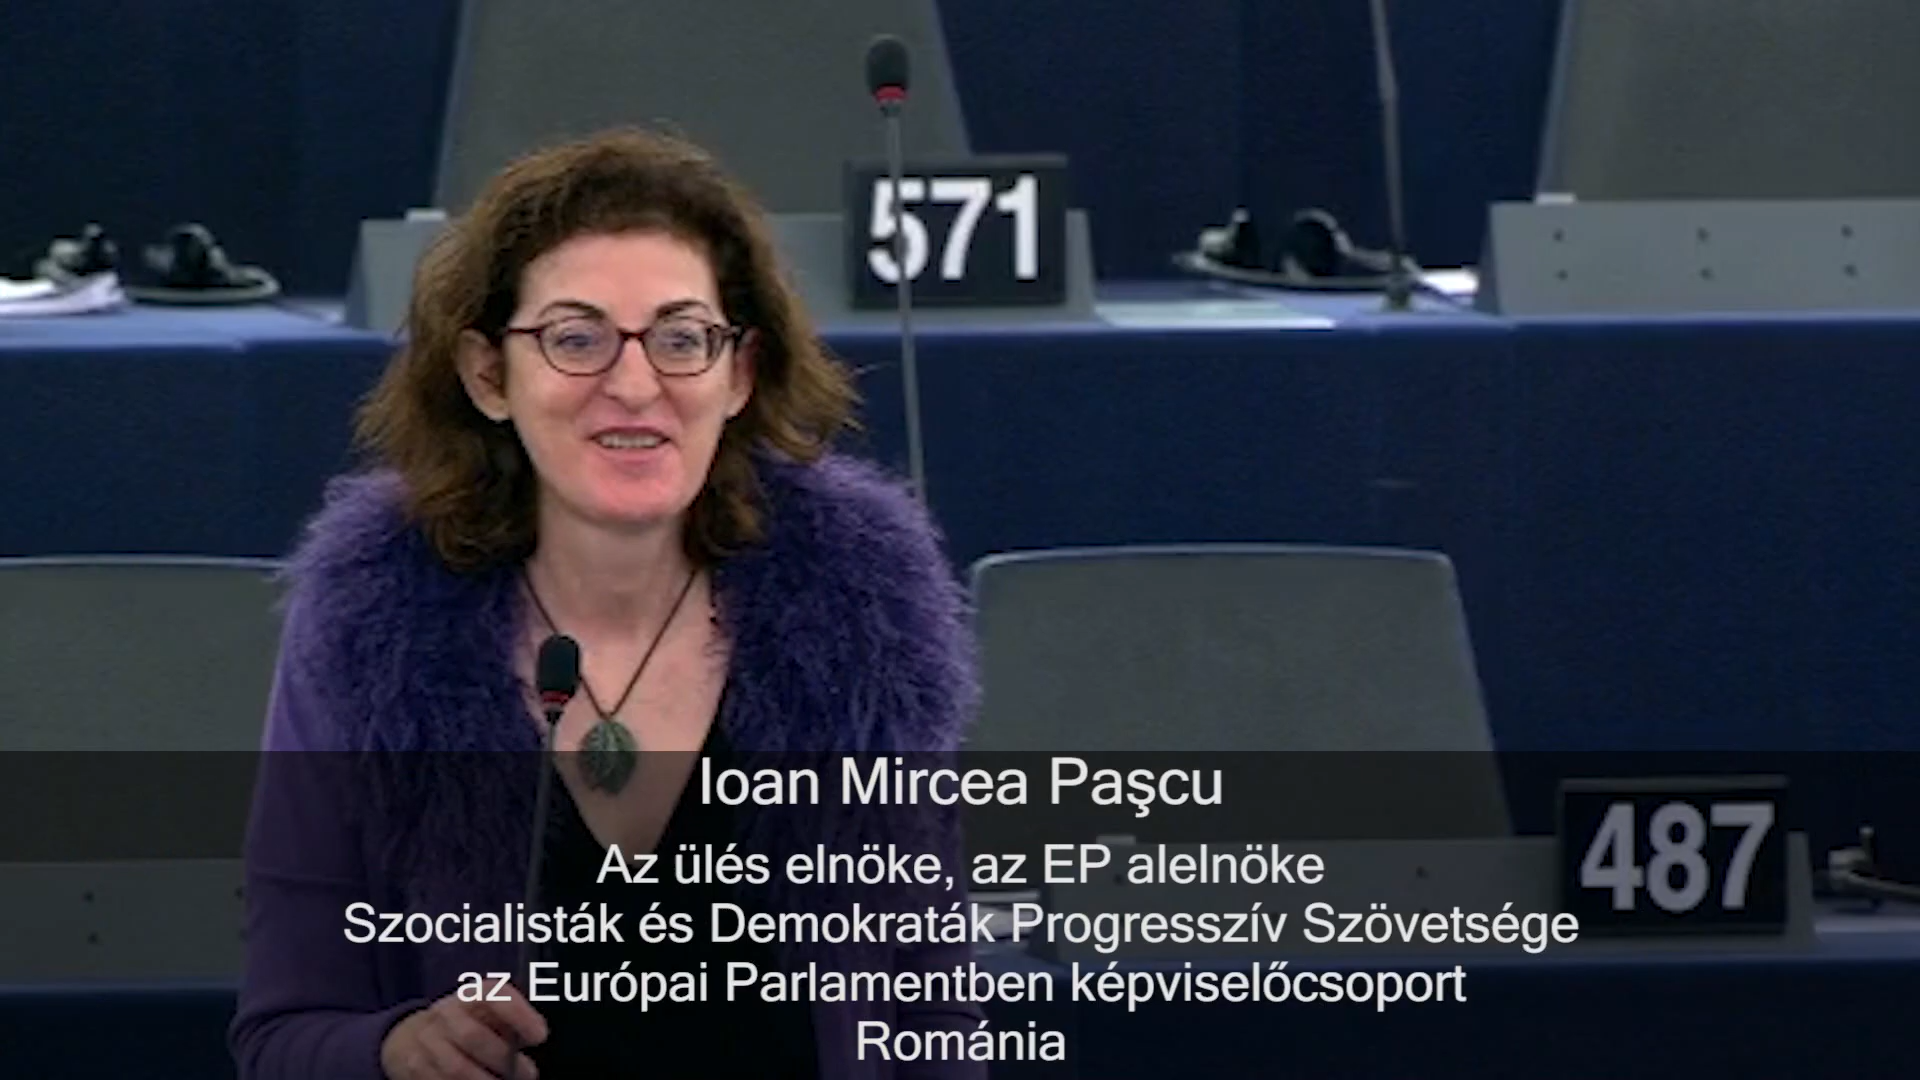 571
487
Ioan Mircea Paşcu
Az ülés elnöke, az EP alelnöke
Szocialisták és Demokraták Progresszív Szövetsége
az Európai Parlamentben képviselőcsoport
Románia